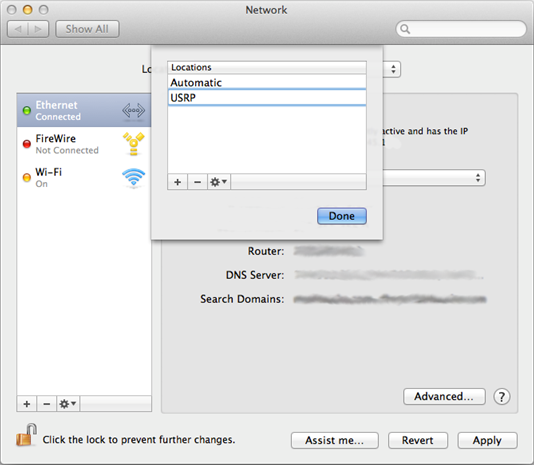 Network
Show All
Loca
Locations
Automatic
USRP
Ethernet
Connected
active and has the IP
1
FireWire
Not Connected
Wi-Fi
On
Done
Router:
DNS Server:
Search Domains:
Advanced...
?
Click the lock to prevent further changes.
Assist me...
Revert
Apply